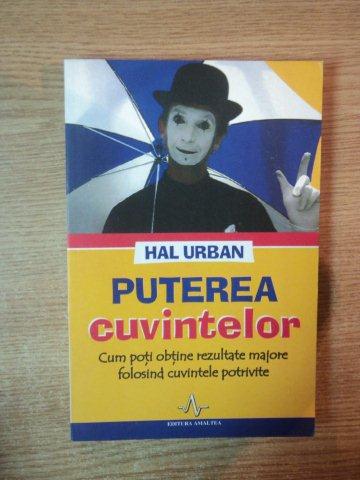 HAL URBAN
PUTEREA
cuvintelor
Cum poți obține rezultate majore
folosind cuvintele potrivite
EDITURA AMALTEA